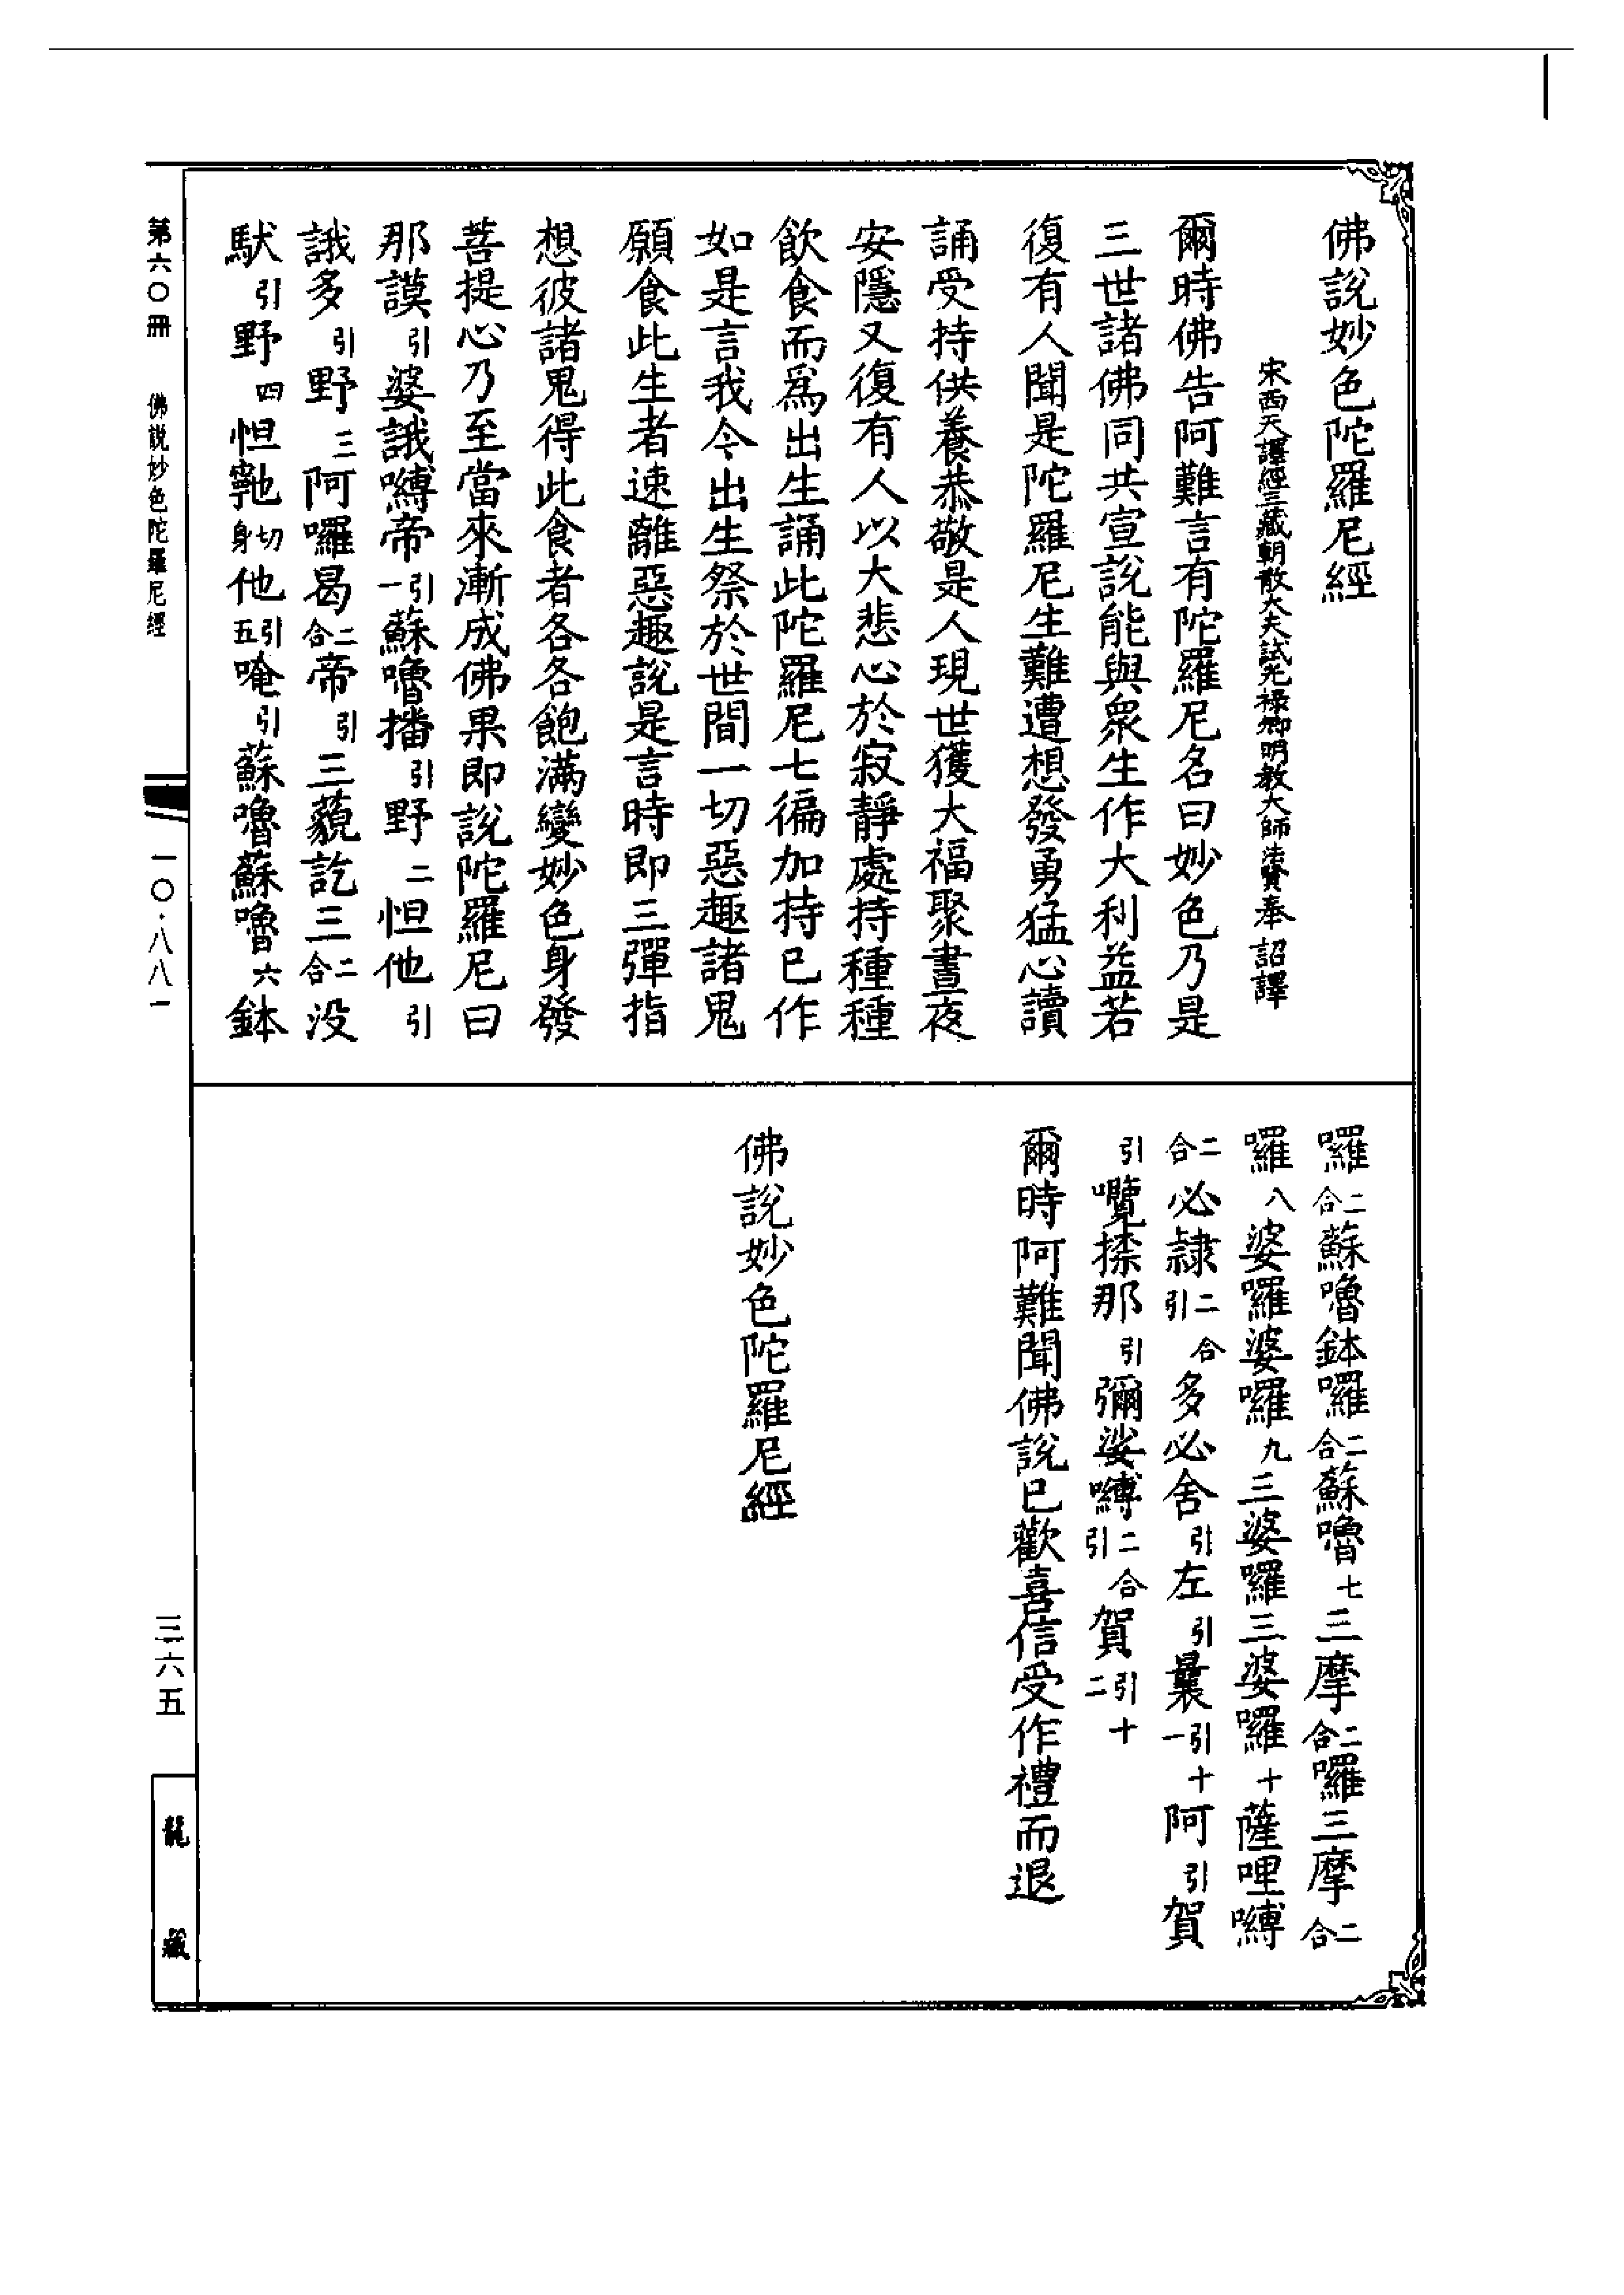 佛說妙色陀羅尼經
宋西天譯經三藏朝散大夫試光祿卿明教大師法賢奉 詔譯
爾時佛告阿難言有陀羅尼名曰妙色乃是
三世諸佛同共宣說能與衆生作大利益若
復有人聞是陀羅尼生難遭想發勇猛心讀
誦受持供養恭敬是人現世獲大福聚晝夜
安隱又復有人以大悲心於寂靜處持種種
飲食而爲出生誦此陀羅尼七徧加持已作
如是言我今出生祭於世間一切惡趣諸鬼
願食此生者速離惡趣說是言時即三彈指
想彼諸鬼得此食者各各飽滿變妙色身發
菩提心乃至當來漸成佛果即說陀羅尼曰
那謨引婆誐嚩帝引一蘇嚕播引野二怛他引
誐多引野三阿囉曷二合帝引三藐訖三二合没
馱引野四怛𡁠切身他引五唵引蘇嚕蘇嚕六鉢
囉二合蘇嚕鉢囉二合蘇嚕七三摩二合囉三摩二合
囉八婆囉婆囉九三婆囉三婆囉十薩哩嚩
二合必隷二合引多必舍引左引曩引十一阿引賀
引嚂揉那引彌娑嚩二合引賀引十二
爾時阿難聞佛說已歡喜信受作禮而退
佛說妙色陀羅尼經
第六〇冊 佛說妙色陀羅尼經 一〇·八八一 三六五
龍藏